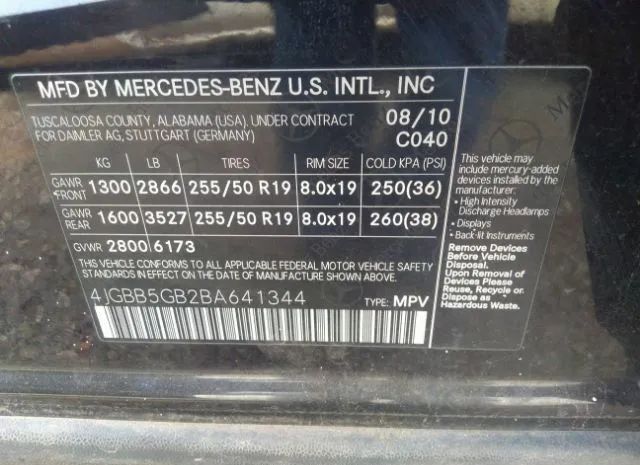 MFD BY MERCEDES-BENZ U.S. INTL., INC
TUSCALOOSA COUNTY, ALABAMA (USA), UNDER CONTRACT
FOR DAIMLER AG, STUTTGART (GERMANY)
08/10
C040
KG LB TIRES RIM SIZE COLD KPA (PSI)
GAWR FRONT 1300 2866 255/50 R19 8.0x19 250(36)
GAWR REAR 1600 3527 255/50 R19 8.0x19 260(38)
GVWR 2800 6173
THIS VEHICLE CONFORMS TO ALL APPLICABLE FEDERAL MOTOR VEHICLE SAFETY
STANDARDS IN EFFECT ON THE DATE OF MANUFACTURE SHOWN ABOVE.
4JGBB5GB2BA641344 TYPE: MPV
This vehicle may
include mercury-added
devices installed by the
manufacturer:
• High Intensity
Discharge Headlamps
• Displays
• Back-lit Instruments
Remove Devices
Before Vehicle
Disposal.
Upon Removal of
Devices Please
Reuse, Recycle or
Dispose as
Hazardous Waste.